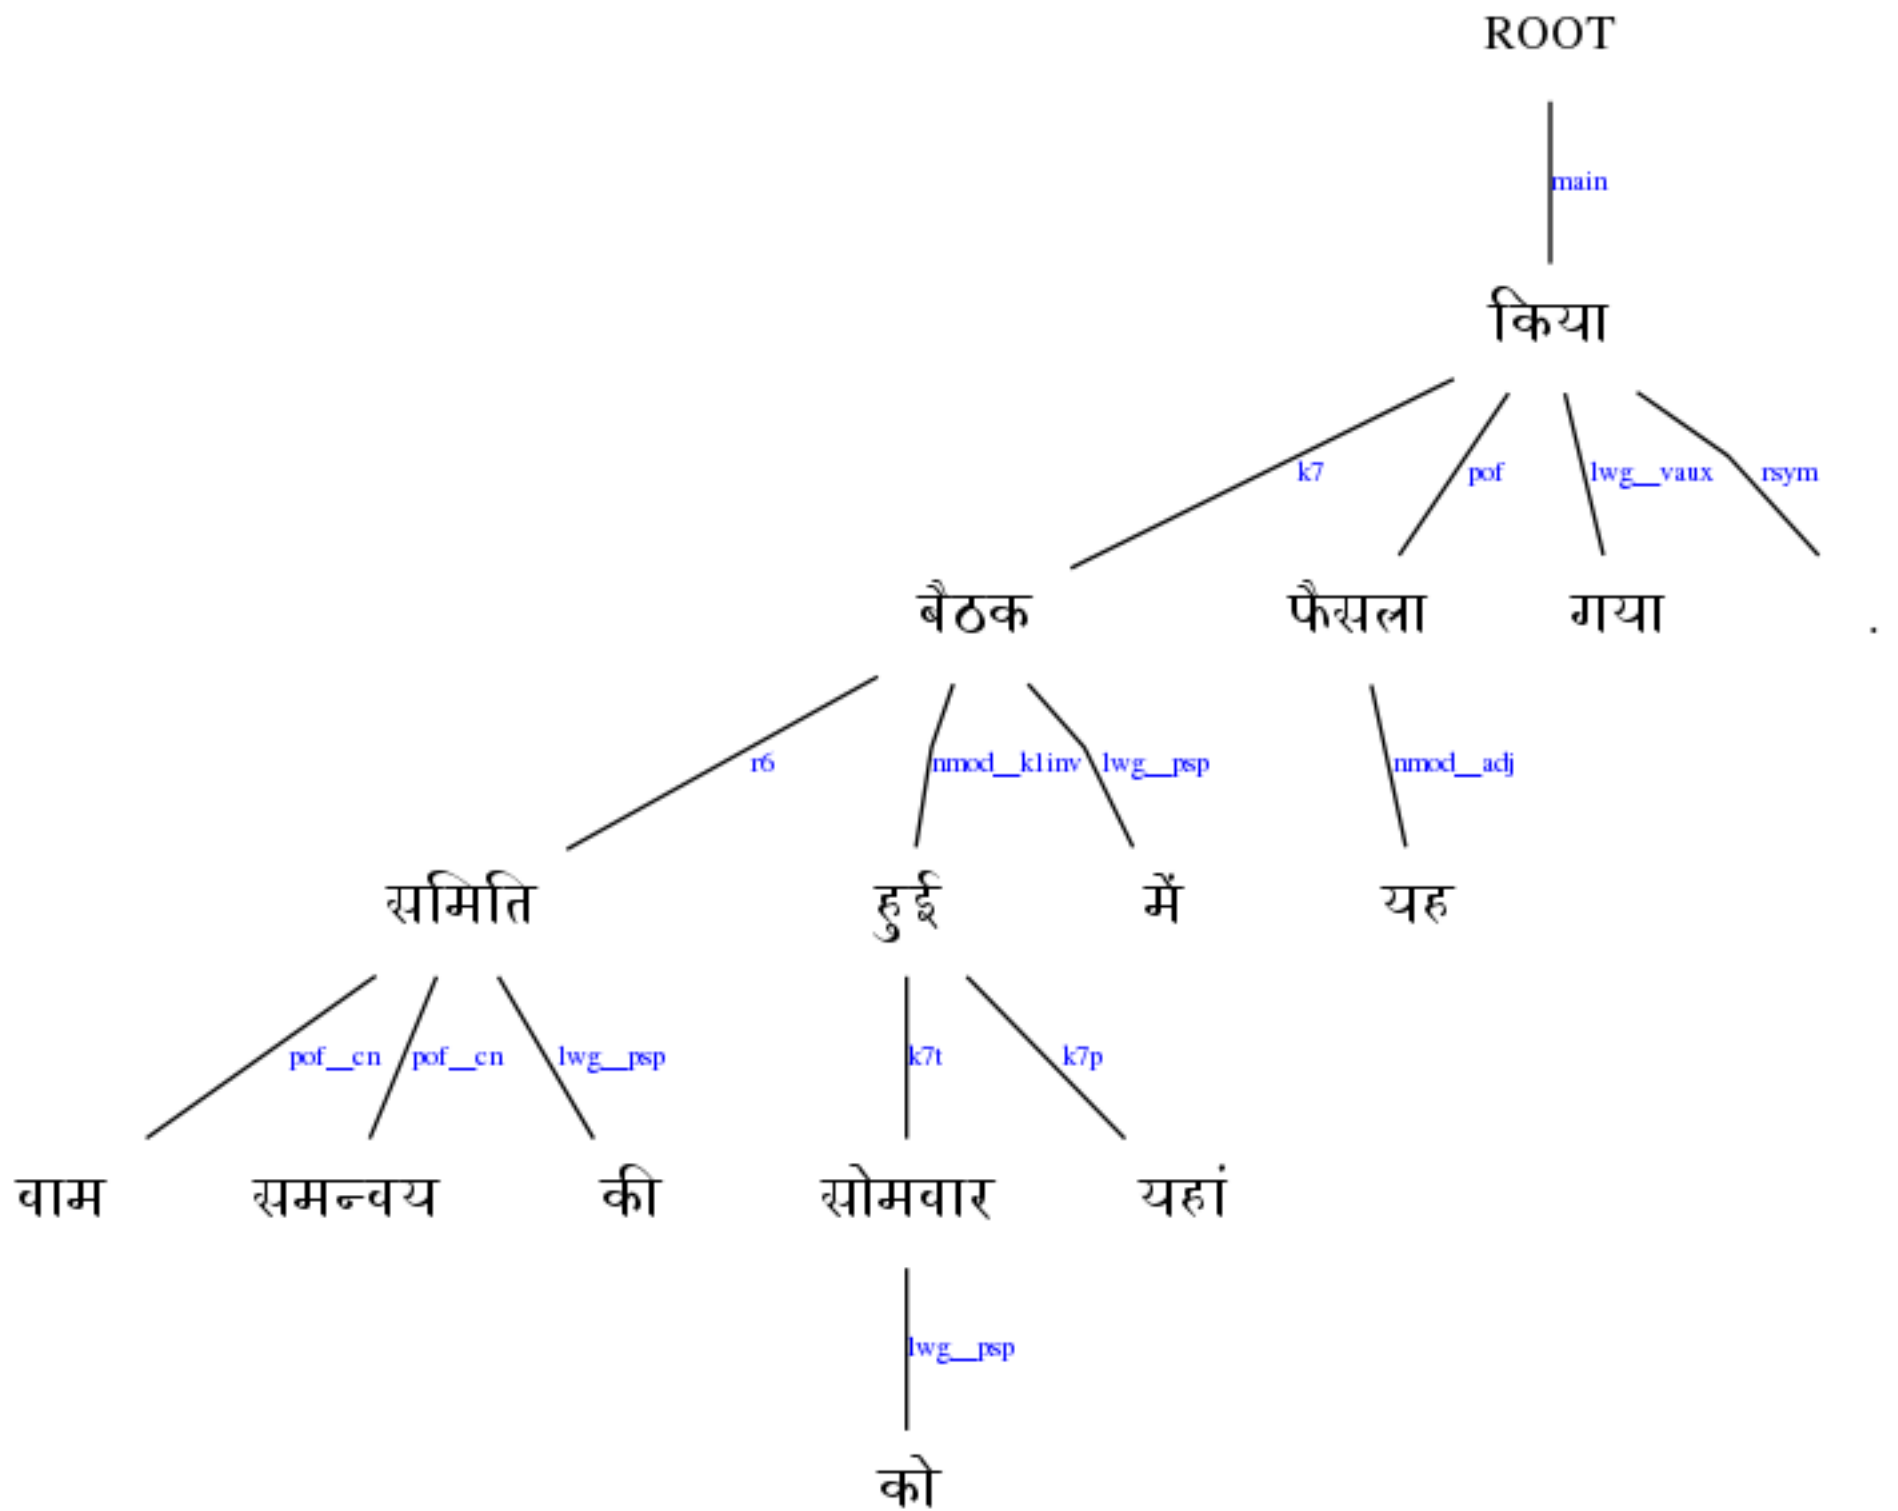 ROOT
main
किया
k7 pof lwg__vaux rsym
बैठक फैसला गया .
r6 nmod__k1inv lwg__psp nmod__adj
समिति हुई में यह
pof__cn pof__cn lwg__psp k7t k7p
वाम समन्वय की सोमवार यहां
lwg__psp
को